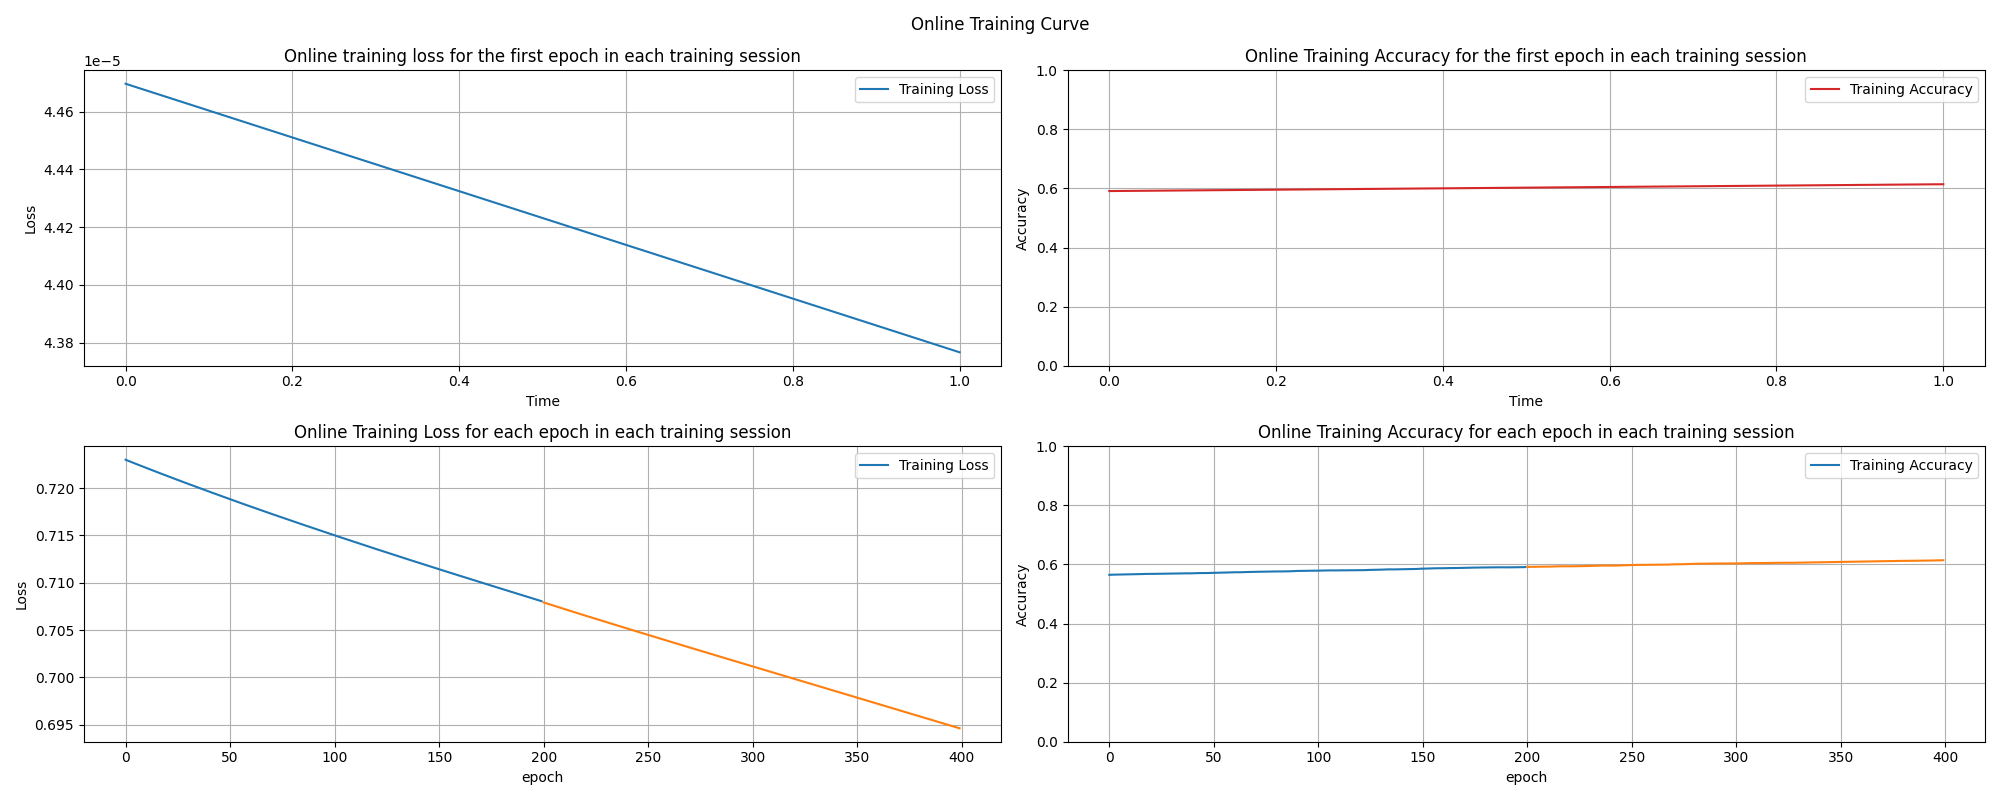 Online Training Curve
Online training loss for the first epoch in each training session
1e−5
Training Loss
4.46
4.44
4.42
4.40
4.38
Loss
0.0 0.2 0.4 0.6 0.8 1.0
Time
Online Training Accuracy for the first epoch in each training session
Training Accuracy
1.0
0.8
0.6
0.4
0.2
0.0
Accuracy
0.0 0.2 0.4 0.6 0.8 1.0
Time
Online Training Loss for each epoch in each training session
Training Loss
0.720
0.715
0.710
0.705
0.700
0.695
Loss
0 50 100 150 200 250 300 350 400
epoch
Online Training Accuracy for each epoch in each training session
Training Accuracy
1.0
0.8
0.6
0.4
0.2
0.0
Accuracy
0 50 100 150 200 250 300 350 400
epoch